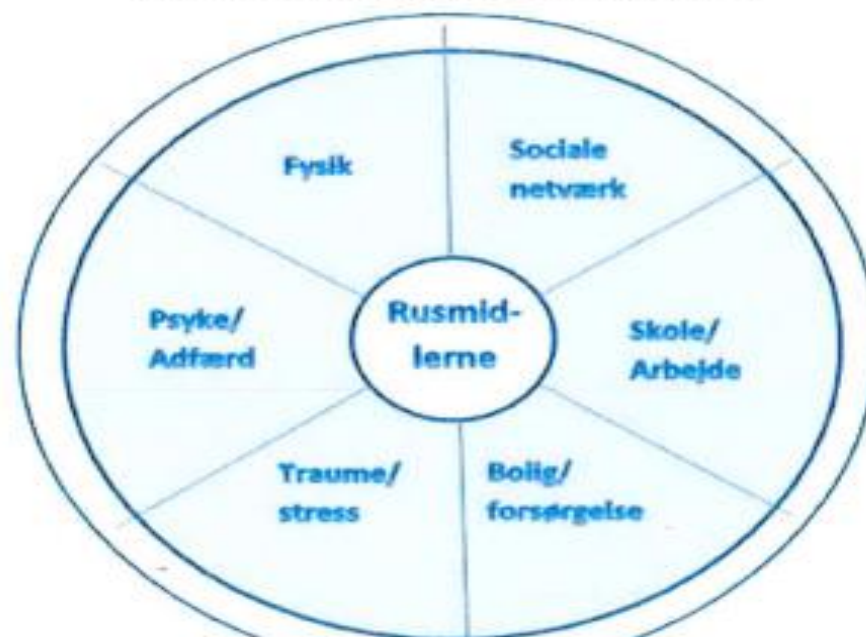 Fysik
Sociale
netværk
Psyke/
Adfærd
Rusmid-
lerne
Skole/
Arbejde
Traume/
stress
Bolig/
forsørgelse